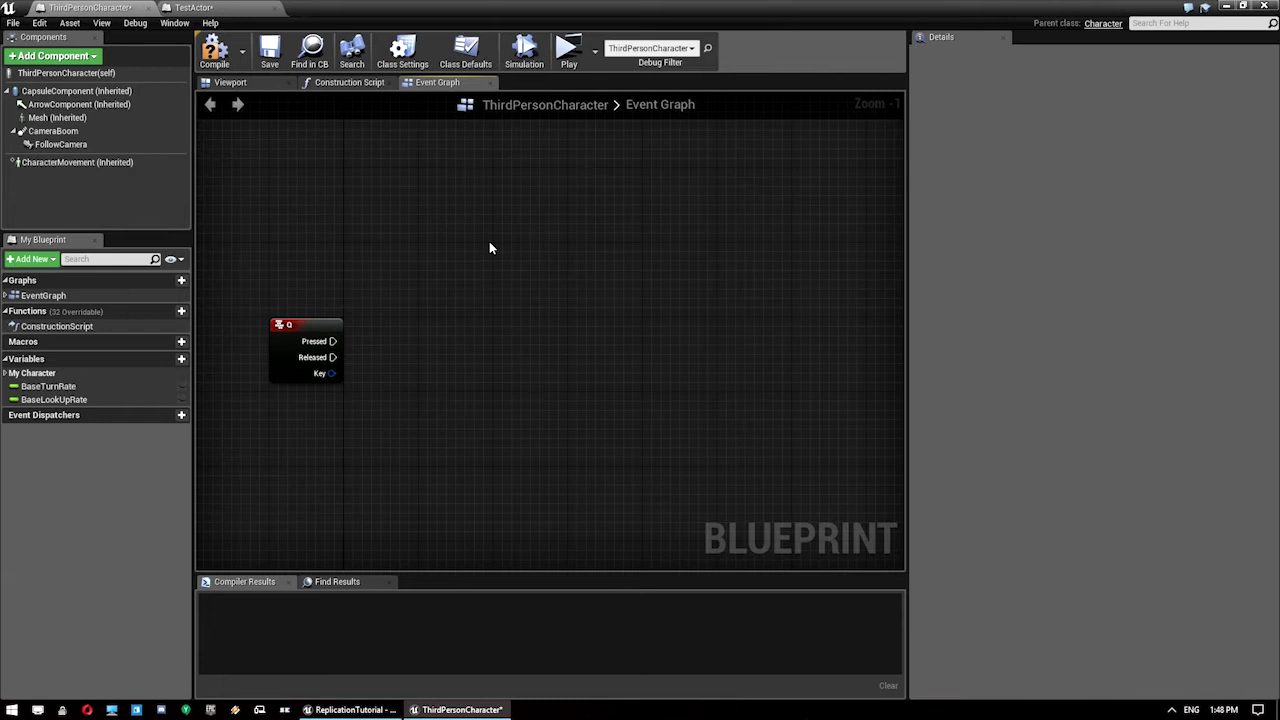 ThirdPersonCharacter*
TestActor*
File Edit Asset View Debug Window Help
Parent class: Character
Search For Help
Components
Details
+Add Component
ThirdPersonCharacter(self)
CapsuleComponent (Inherited)
ArrowComponent (Inherited)
Mesh (Inherited)
CameraBoom
FollowCamera
CharacterMovement (Inherited)
Compile
Save
Find in CB
Search
Class Settings
Class Defaults
Simulation
Play
ThirdPersonCharacter
Debug Filter
Viewport
Construction Script
Event Graph
ThirdPersonCharacter > Event Graph
Zoom -1
My Blueprint
+Add New
Search
Graphs
EventGraph
Functions (32 Overridable)
ConstructionScript
Macros
Variables
My Character
BaseTurnRate
BaseLookUpRate
Event Dispatchers
Q
Pressed
Released
Key
BLUEPRINT
Compiler Results
Find Results
Clear
ReplicationTutorial - ...
ThirdPersonCharacter*
ENG
1:48 PM